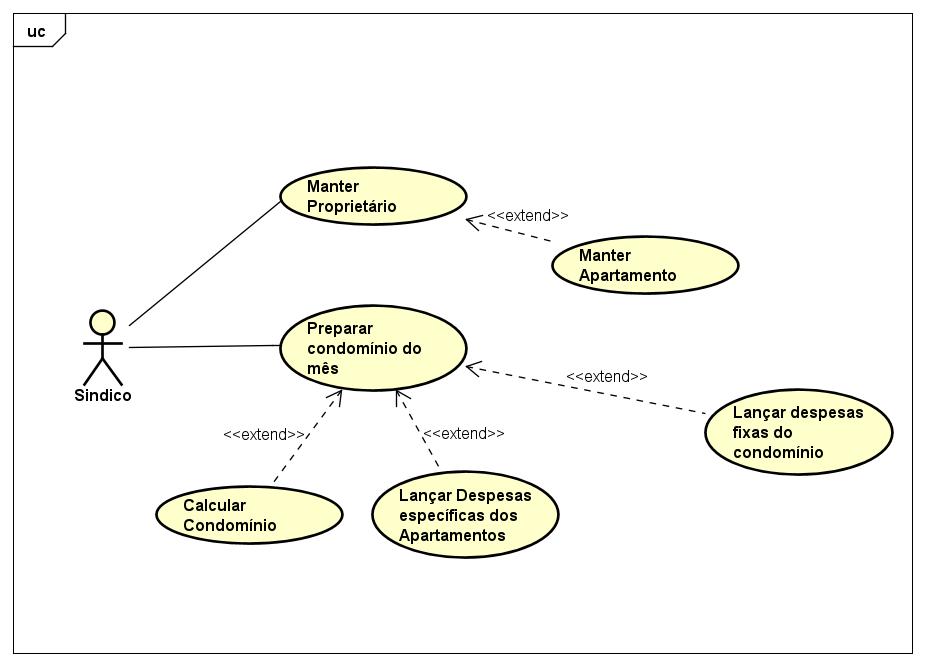 uc
Manter
Proprietário
<<extend>>
Manter
Apartamento
Preparar
condomínio do
mês
<<extend>>
Sindico
Lançar despesas
fixas do
condomínio
<<extend>>
<<extend>>
Calcular
Condomínio
Lançar Despesas
específicas dos
Apartamentos